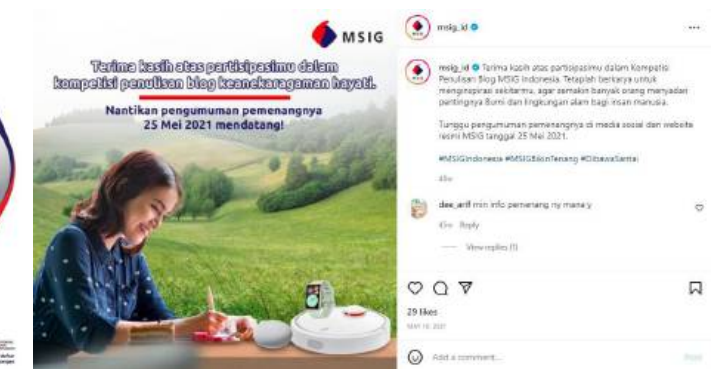 MSIG
Terima kasih atas partisipasimu dalam
kompetisi penulisan blog keanekaragaman hayati.
Nantikan pengumuman pemenangnya
25 Mei 2021 mendatang!
msig_id
msig_id Terima kasih atas partisipasimu dalam Kompetisi
Penulisan Blog MSIG Indonesia. Tetaplah berkarya untuk
menginspirasi sekitarmu, agar semakin banyak orang menyadari
pentingnya Bumi dan lingkungan alam bagi insan manusia.
Tunggu pengumuman pemenangnya di media sosial dan website
resmi MSIG tanggal 25 Mei 2021.
#MSIGIndonesia #MSIGBikinTenang #DibawaSantai
dee_arif min info pemenang ny mana y
Reply
View replies (1)
29 likes
Add a comment...
Post